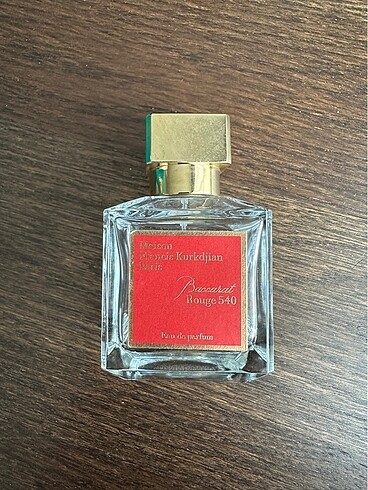 Maison
Francis Kurkdjian
Paris
Baccarat
Rouge 540
Eau de parfum